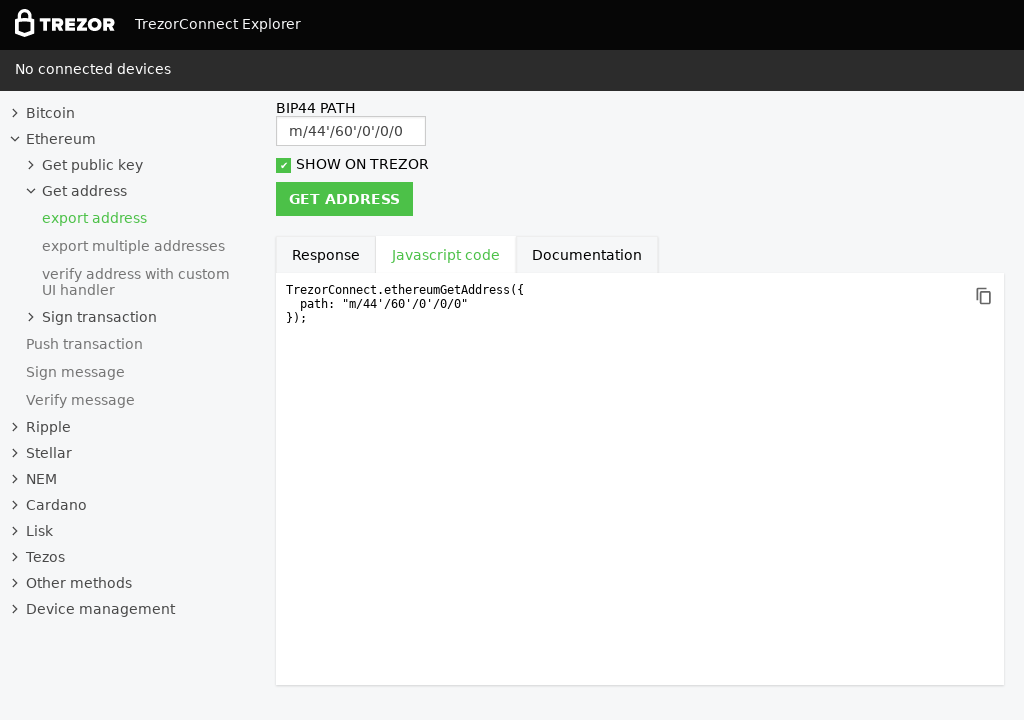 TREZOR TrezorConnect Explorer
No connected devices
Bitcoin
Ethereum
Get public key
Get address
export address
export multiple addresses
verify address with custom
UI handler
Sign transaction
Push transaction
Sign message
Verify message
Ripple
Stellar
NEM
Cardano
Lisk
Tezos
Other methods
Device management
BIP44 PATH
m/44'/60'/0'/0/0
SHOW ON TREZOR
GET ADDRESS
Response Javascript code Documentation
TrezorConnect.ethereumGetAddress({
  path: "m/44'/60'/0'/0/0"
});